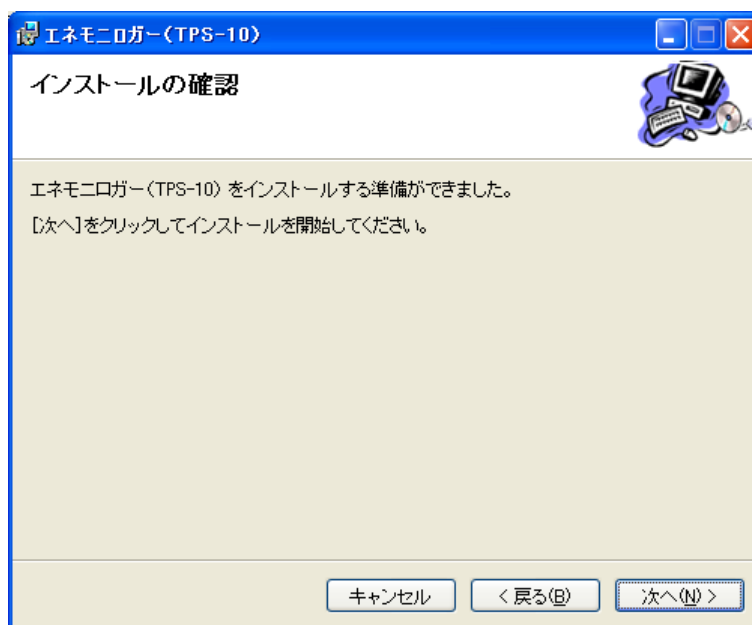 エネモニロガー(TPS-10)
インストールの確認
エネモニロガー(TPS-10) をインストールする準備ができました。
[次へ]をクリックしてインストールを開始してください。
キャンセル
< 戻る(B)
次へ(N) >